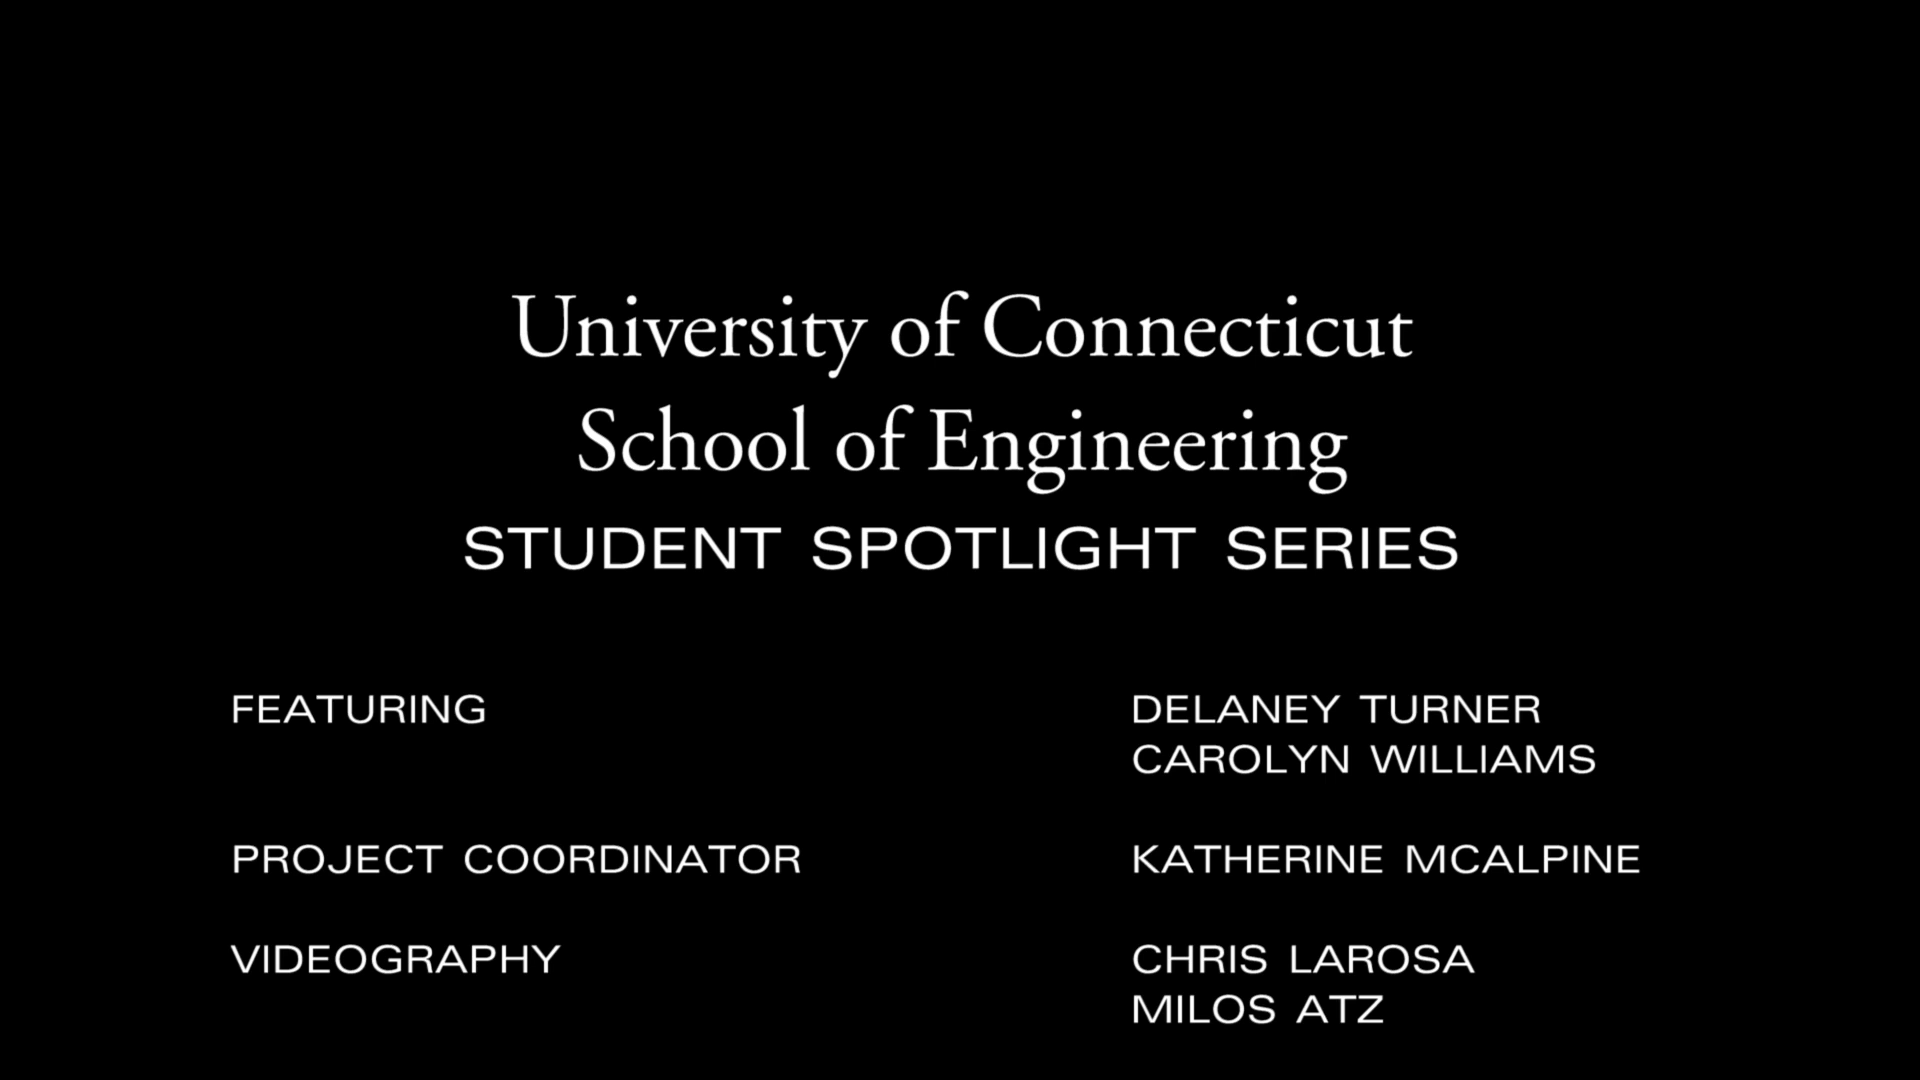 University of Connecticut
School of Engineering
STUDENT SPOTLIGHT SERIES
FEATURING
DELANEY TURNER
CAROLYN WILLIAMS
PROJECT COORDINATOR
KATHERINE MCALPINE
VIDEOGRAPHY
CHRIS LAROSA
MILOS ATZ